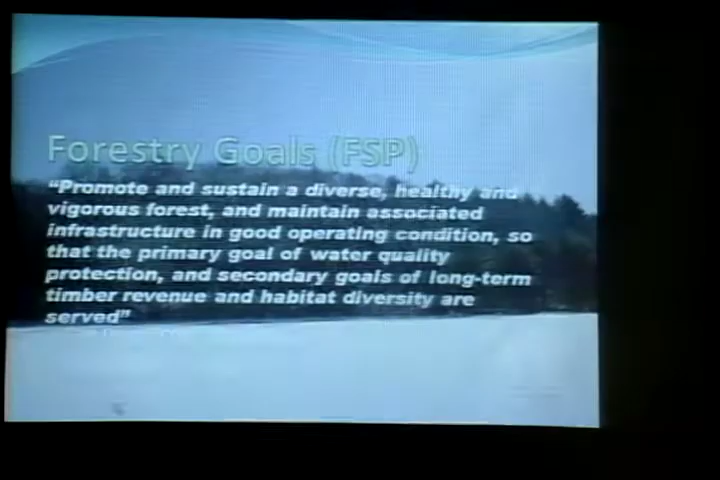 Forestry Goals (FSP)
“Promote and sustain a diverse, healthy and
vigorous forest, and maintain associated
infrastructure in good operating condition, so
that the primary goal of water quality
protection, and secondary goals of long-term
timber revenue and habitat diversity are
served”